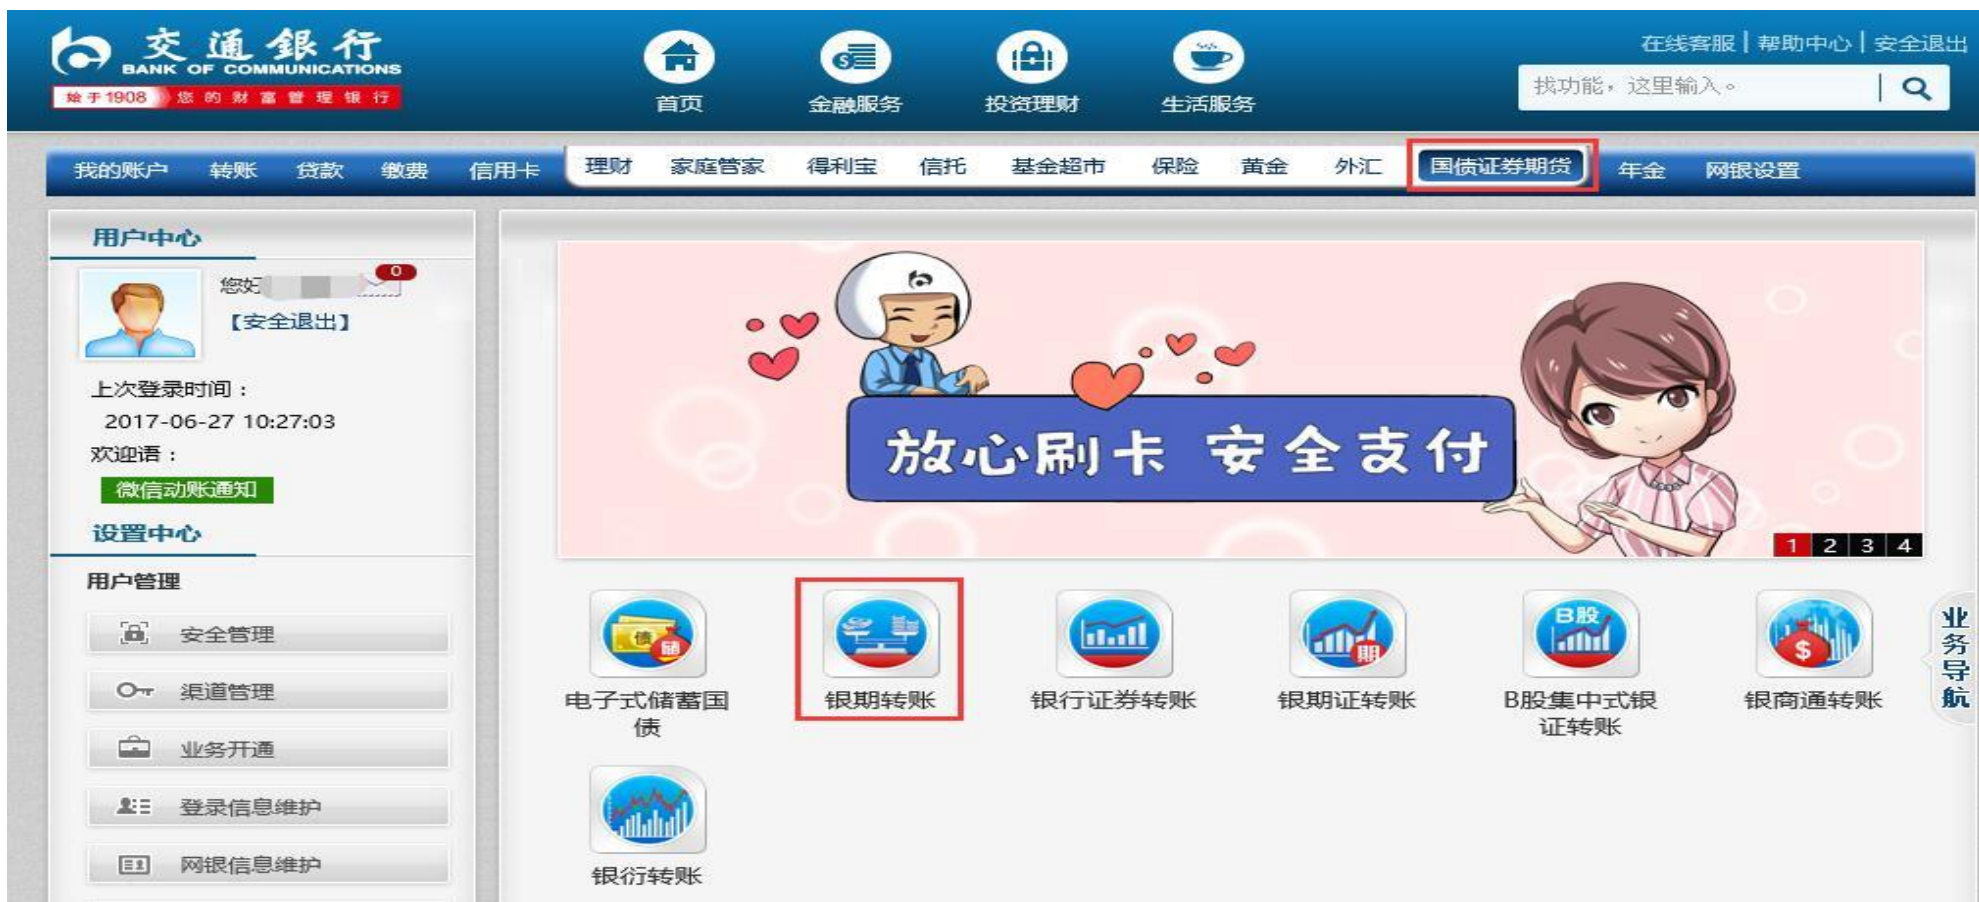 交通銀行
BANK OF COMMUNICATIONS
始于1908 您的财富管理银行
首页
金融服务
投资理财
生活服务
在线客服 | 帮助中心 | 安全退出
找功能，这里输入。
我的账户 转账 贷款 缴费 信用卡 理财 家庭管家 得利宝 信托 基金超市 保险 黄金 外汇 国债证券期货 年金 网银设置
用户中心
您好
0
【安全退出】
上次登录时间：
2017-06-27 10:27:03
欢迎语：
微信动账通知
设置中心
用户管理
安全管理
渠道管理
业务开通
登录信息维护
网银信息维护
放心刷卡 安全支付
1 2 3 4
债
储
电子式储蓄国
债
银期转账
银行证券转账
期
银期证转账
B股
B股集中式银
证转账
$
银商通转账
银衍转账
业务导航